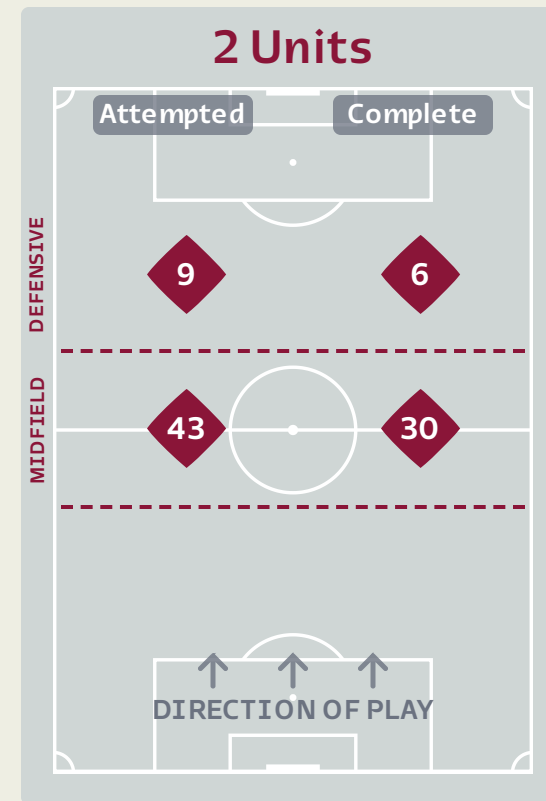 2 Units
Attempted Complete
DEFENSIVE
9 6
MIDFIELD
43 30
DIRECTION OF PLAY